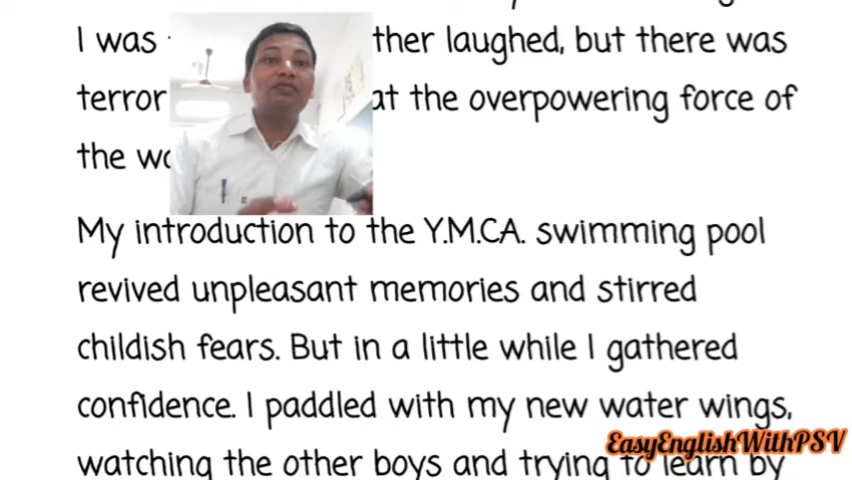 I was ther laughed, but there was
terror at the overpowering force of
the wa
My introduction to the Y.M.C.A. swimming pool
revived unpleasant memories and stirred
childish fears. But in a little while I gathered
confidence. I paddled with my new water wings,
watching the other boys and trying to learn by
EasyEnglishWithPSV